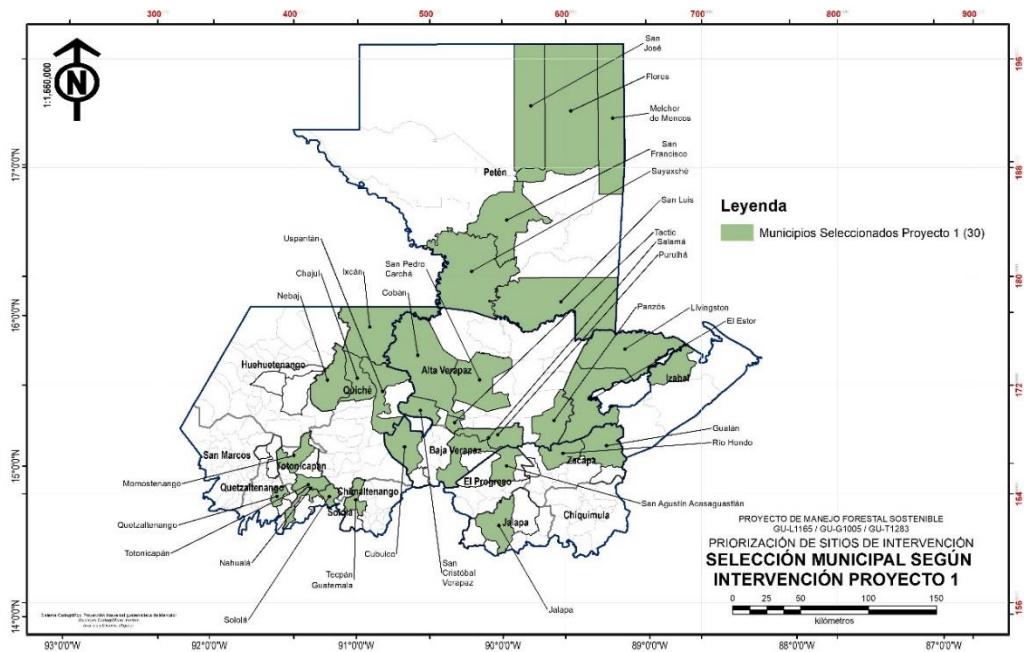 300 400 500 600 700 800 900
1:1,660,000
N
San
José
Flores
Melchor
de Mencos
San
Francisco
Sayaxché
San Luis
Tactic
Salamá
Purulhá
Panzós
Livingston
El Estor
Petén
Leyenda
Municipios Seleccionados Proyecto 1 (30)
Uspantán
Chajul
Ixcán
San Pedro
Carchá
Nebaj
Cobán
Huehuetenango
Quiché
Alta Verapaz
Izabal
Gualán
Río Hondo
San Marcos
Totonicapán
Baja Verapaz
Zacapa
Momostenango
Quetzaltenango
Chimaltenango
El Progreso
San Agustín Acasaguastlán
Sololá
Jalapa
Chiquimula
Quetzaltenango
Totonicapán
Nahualá
Sololá
Tecpán
Guatemala
Cubulco
San
Cristóbal
Verapaz
Jalapa
PROYECTO DE MANEJO FORESTAL SOSTENIBLE
GU-L1165 / GU-G1005 / GU-T1283
PRIORIZACIÓN DE SITIOS DE INTERVENCIÓN
SELECCIÓN MUNICIPAL SEGÚN
INTERVENCIÓN PROYECTO 1
0 25 50 100 150
kilómetros
17°0'0"N
16°0'0"N
15°0'0"N
14°0'0"N
196
188
180
172
164
156
93°0'0"W 92°0'0"W 91°0'0"W 90°0'0"W 89°0'0"W 88°0'0"W 87°0'0"W